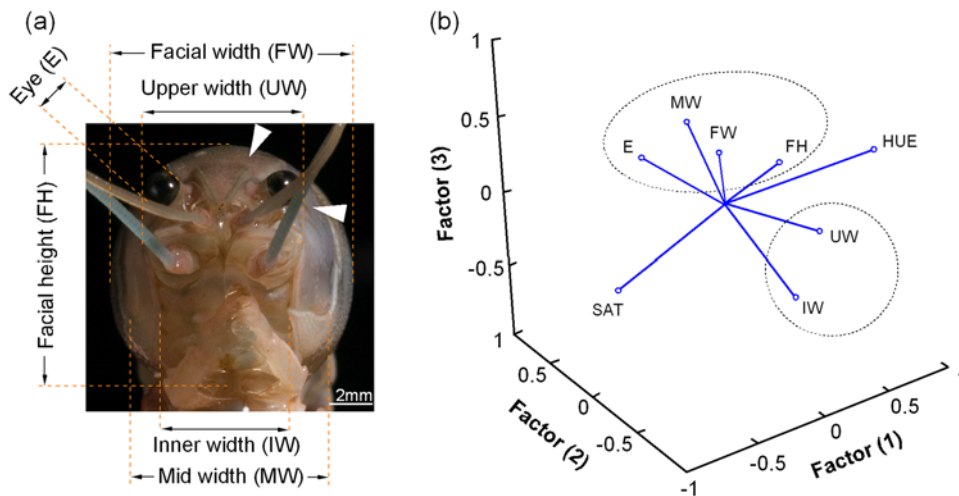 (a)
Facial width (FW)
Upper width (UW)
Eye (E)
Facial height (FH)
2mm
Inner width (IW)
Mid width (MW)
(b)
1
0.5
0
-0.5
1
Factor (3)
MW
FW
E
FH
HUE
UW
IW
SAT
0.5
0
-0.5
-1
Factor (2)
-0.5
0
0.5
Factor (1)